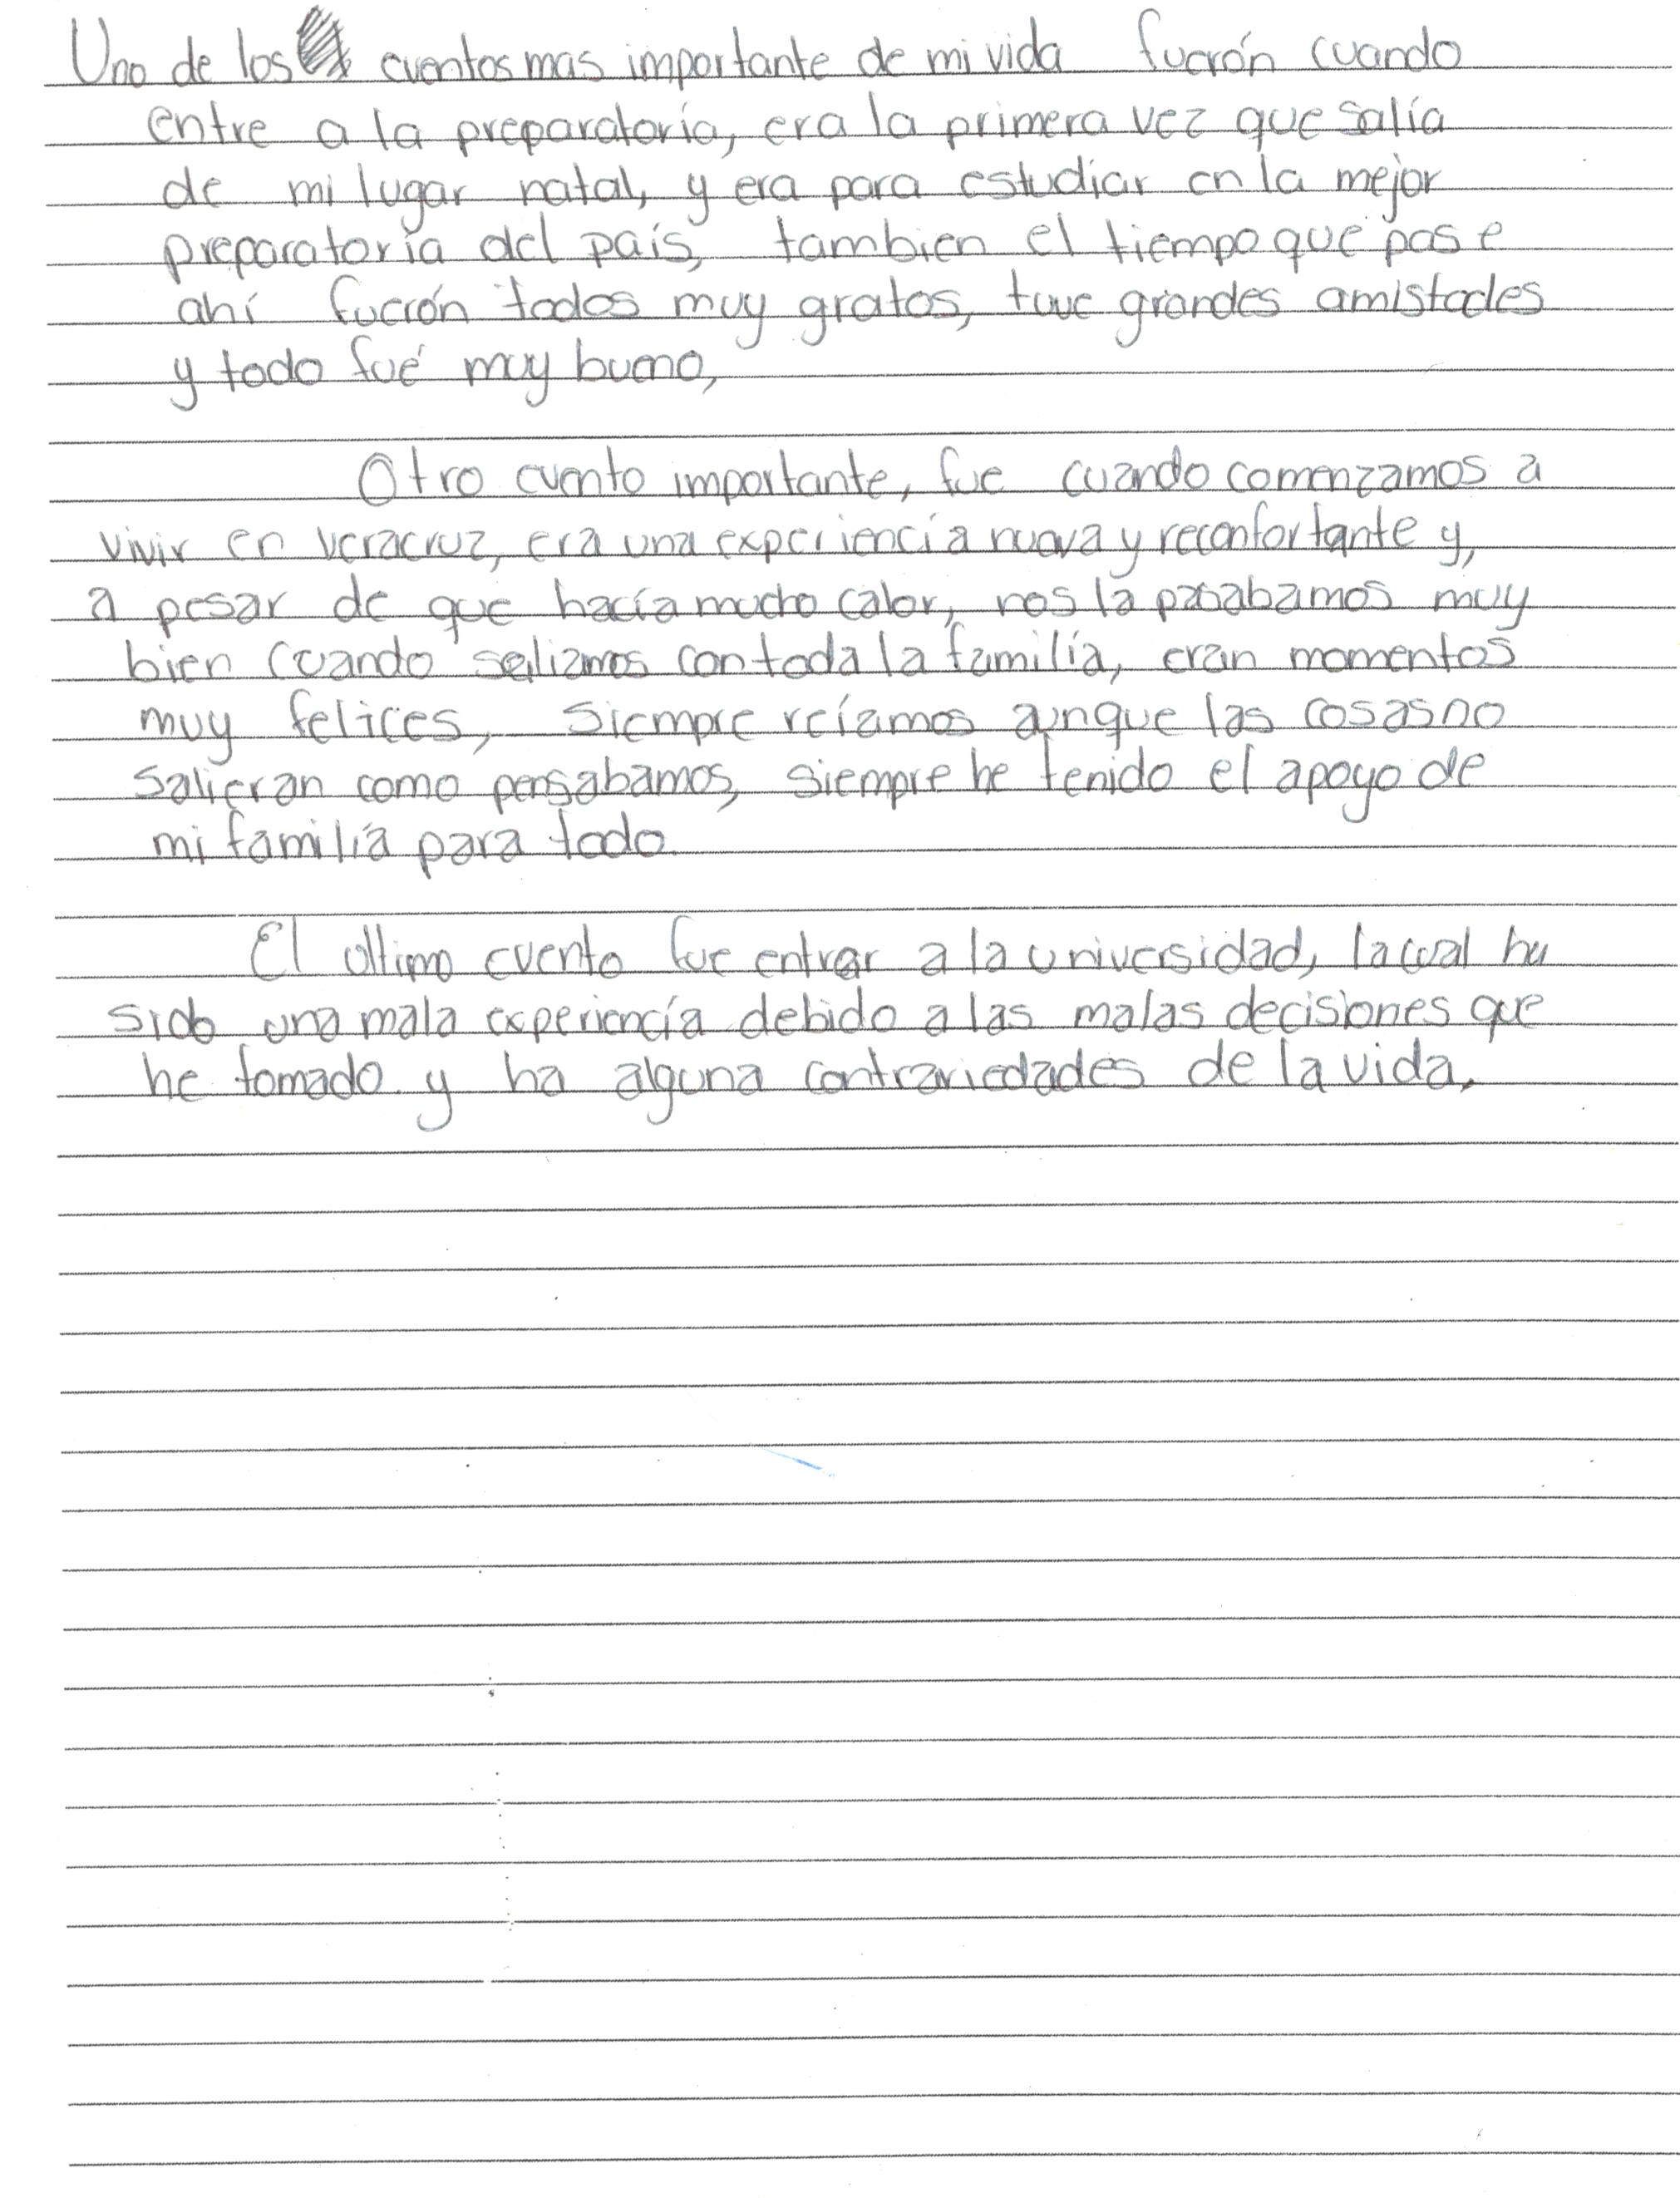 Uno de los eventos mas importante de mi vida fuerón cuando
entre a la preparatoría, era la primera vez que salía
de mi lugar natal, y era para estudiar en la mejor
preparatoría del país, tambien el tiempo que pase
ahí fuerón todos muy gratos, tuve grandes amistades
y todo fué muy bueno,
Otro evento importante, fue cuando comenzamos a
vivir en Veracruz, era una experiencía nueva y reconfortante y,
a pesar de que hacía mucho calor, nos la pasabamos muy
bien cuando saliamos con toda la familía, eran momentos
muy felices, siempre reíamos aunque las cosas no
salieran como pensabamos, siempre he tenido el apoyo de
mi familía para todo.
El ultimo evento fue entrar a la universidad, la cual ha
sido una mala experiencía debido a las malas decisiones que
he tomado y ha alguna contrariedades de la vida.